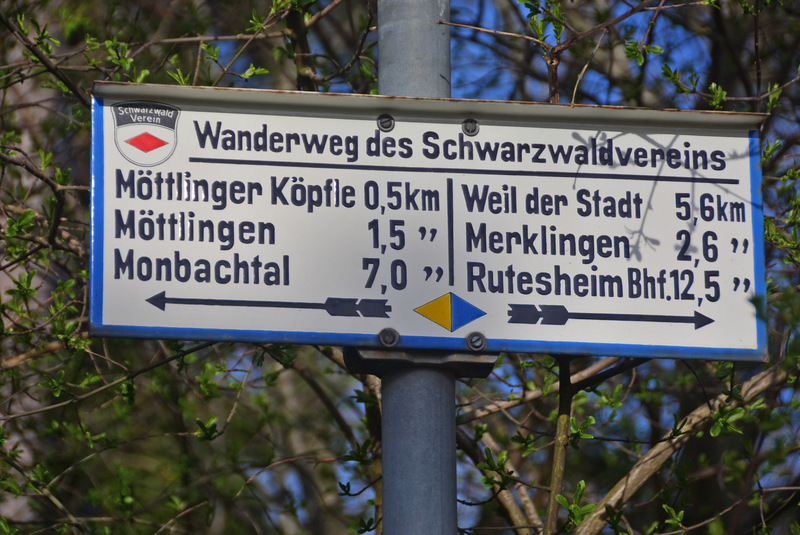 Schwarzwald
Verein
Wanderweg des Schwarzwaldvereins
Möttlinger Köpfle 0,5km
Möttlingen 1,5 ”
Monbachtal 7,0 ”
Weil der Stadt 5,6km
Merklingen 2,6 ”
Rutesheim Bhf. 12,5 ”